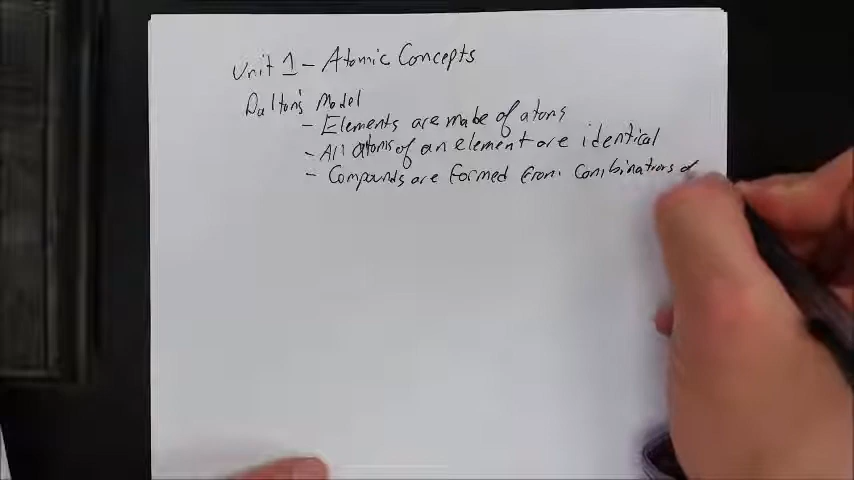 Unit 1 - Atomic Concepts
Dalton's Model
- Elements are made of atoms
- All atoms of an element are identical
- Compounds are formed from combinations of